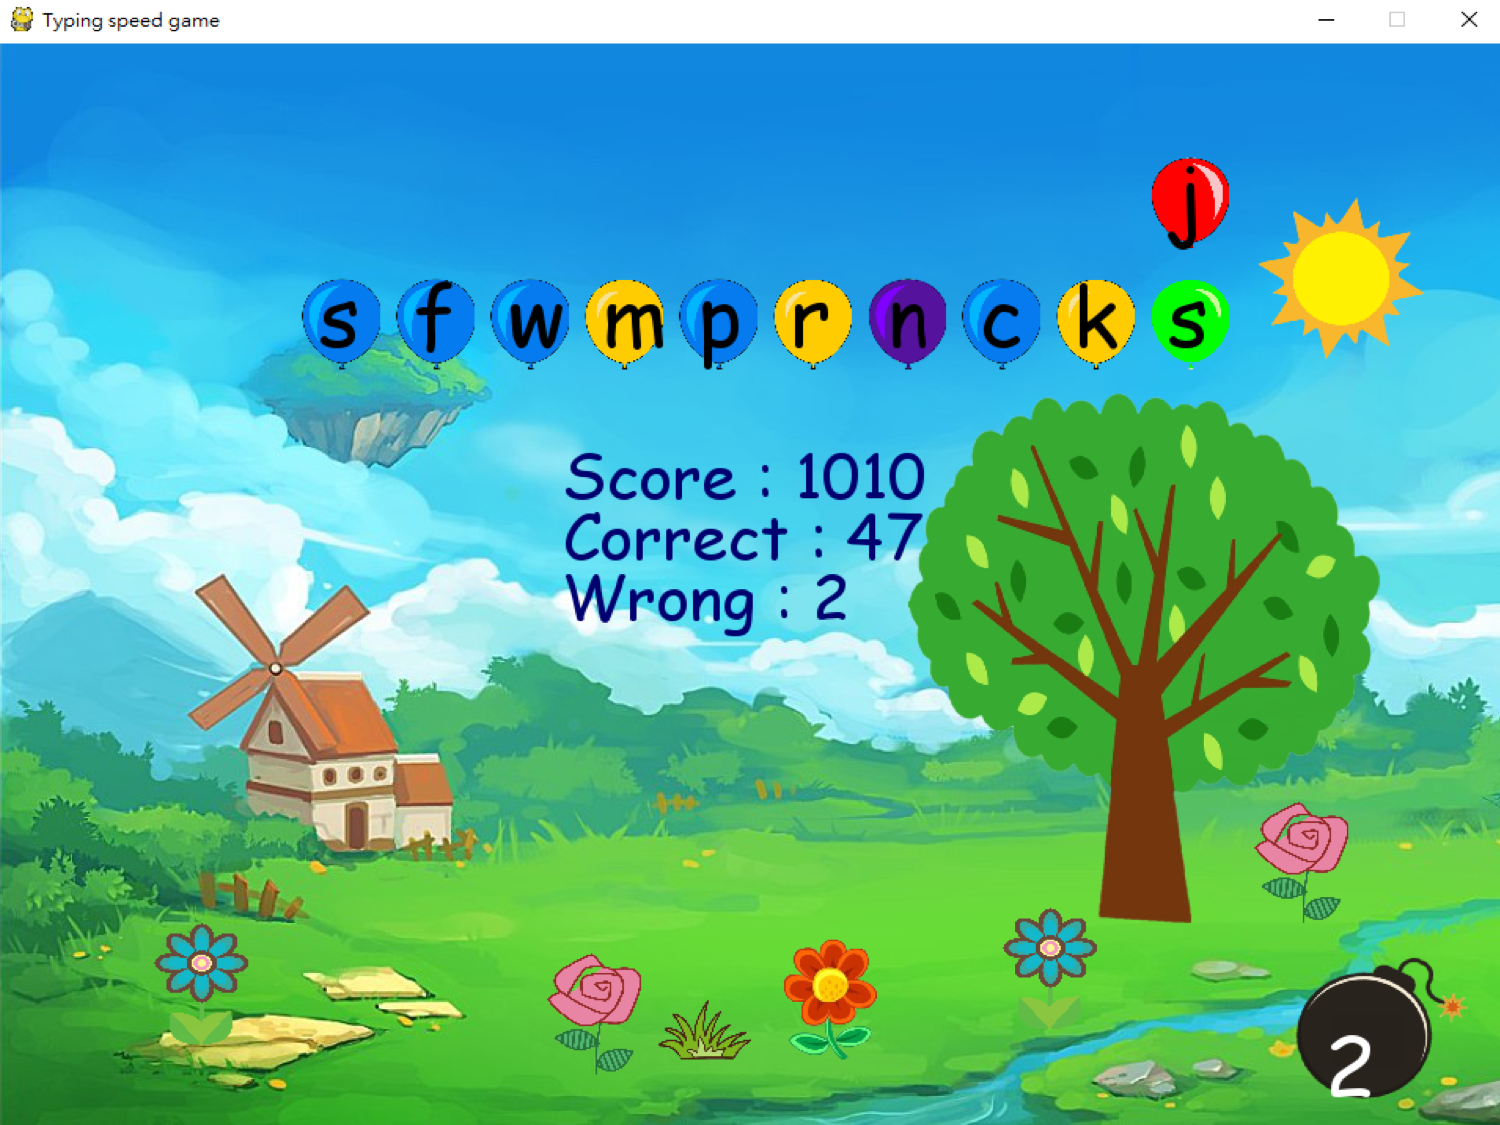 Typing speed game
j
s f w m p r n c k s
Score : 1010
Correct : 47
Wrong : 2
2